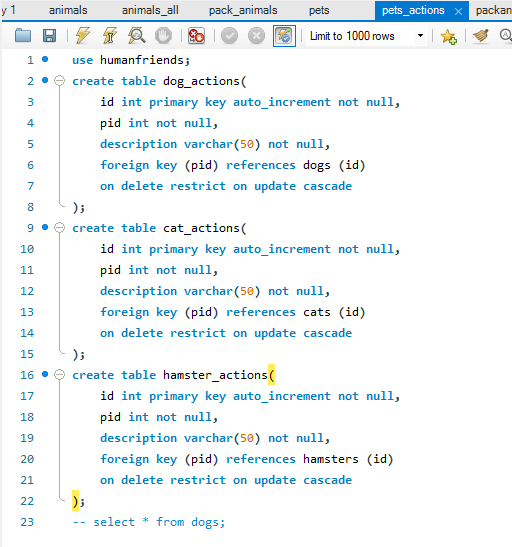 y 1 animals animals_all pack_animals pets pets_actions packan
Limit to 1000 rows
1 use humanfriends;
2 create table dog_actions(
3 id int primary key auto_increment not null,
4 pid int not null,
5 description varchar(50) not null,
6 foreign key (pid) references dogs (id)
7 on delete restrict on update cascade
8 );
9 create table cat_actions(
10 id int primary key auto_increment not null,
11 pid int not null,
12 description varchar(50) not null,
13 foreign key (pid) references cats (id)
14 on delete restrict on update cascade
15 );
16 create table hamster_actions(
17 id int primary key auto_increment not null,
18 pid int not null,
19 description varchar(50) not null,
20 foreign key (pid) references hamsters (id)
21 on delete restrict on update cascade
22 );
23 -- select * from dogs;